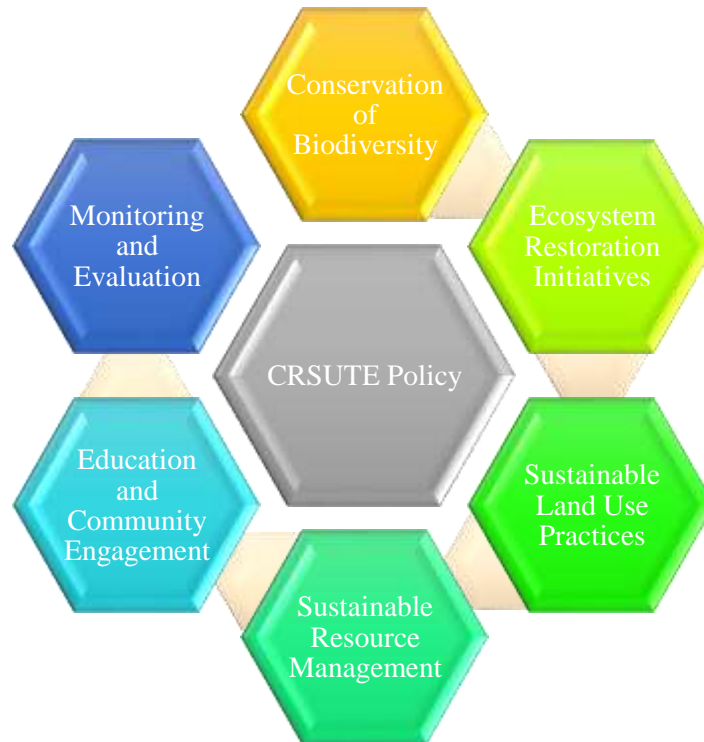 Conservation
of
Biodiversity
Ecosystem
Restoration
Initiatives
Sustainable
Land Use
Practices
Sustainable
Resource
Management
Education
and
Community
Engagement
Monitoring
and
Evaluation
CRSUTE Policy